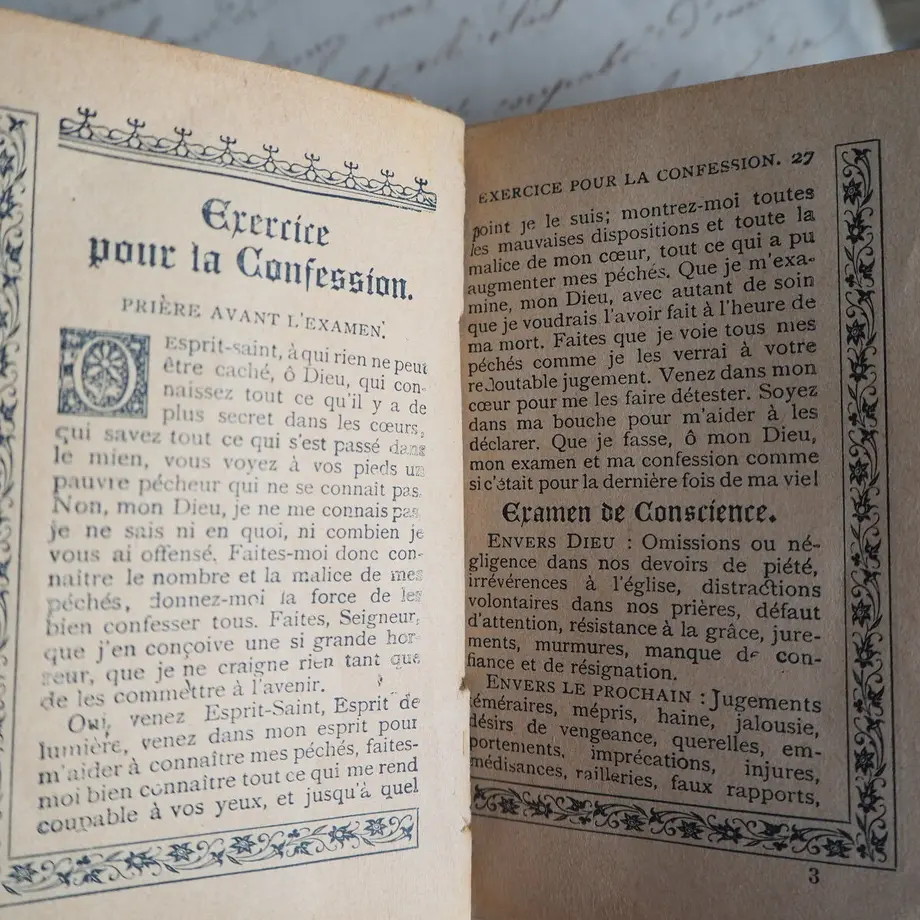 Exercice
pour la Confession.
PRIÈRE AVANT L'EXAMEN.
O Esprit-saint, à qui rien ne peut
être caché, ô Dieu, qui con-
naissez tout ce qu'il y a de
plus secret dans les cœurs,
qui savez tout ce qui s'est passé dans
le mien, vous voyez à vos pieds un
pauvre pécheur qui ne se connait pas.
Non, mon Dieu, je ne me connais pas,
je ne sais ni en quoi, ni combien je
vous ai offensé. Faites-moi donc con-
naître le nombre et la malice de mes
péchés, donnez-moi la force de les
bien confesser tous. Faites, Seigneur,
que j'en conçoive une si grande hor-
reur, que je ne craigne rien tant que
de les commettre à l'avenir.
Oui, venez Esprit-Saint, Esprit de
lumière, venez dans mon esprit pour
m'aider à connaître mes péchés, faites-
moi bien connaître tout ce qui me rend
coupable à vos yeux, et jusqu'à quel
EXERCICE POUR LA CONFESSION. 27
point je le suis; montrez-moi toutes
les mauvaises dispositions et toute la
malice de mon cœur, tout ce qui a pu
augmenter mes péchés. Que je m'exa-
mine, mon Dieu, avec autant de soin
que je voudrais l'avoir fait à l'heure de
ma mort. Faites que je voie tous mes
péchés comme je les verrai à votre
redoutable jugement. Venez dans mon
cœur pour me les faire détester. Soyez
dans ma bouche pour m'aider à les
déclarer. Que je fasse, ô mon Dieu,
mon examen et ma confession comme
si c'était pour la dernière fois de ma vie!
Examen de Conscience.
ENVERS DIEU : Omissions ou né-
gligence dans nos devoirs de piété,
irrévérences à l'église, distractions
volontaires dans nos prières, défaut
d'attention, résistance à la grâce, jure-
ments, murmures, manque de con-
fiance et de résignation.
ENVERS LE PROCHAIN : Jugements
téméraires, mépris, haine, jalousie,
désirs de vengeance, querelles, em-
portements, imprécations, injures,
médisances, railleries, faux rapports,
3